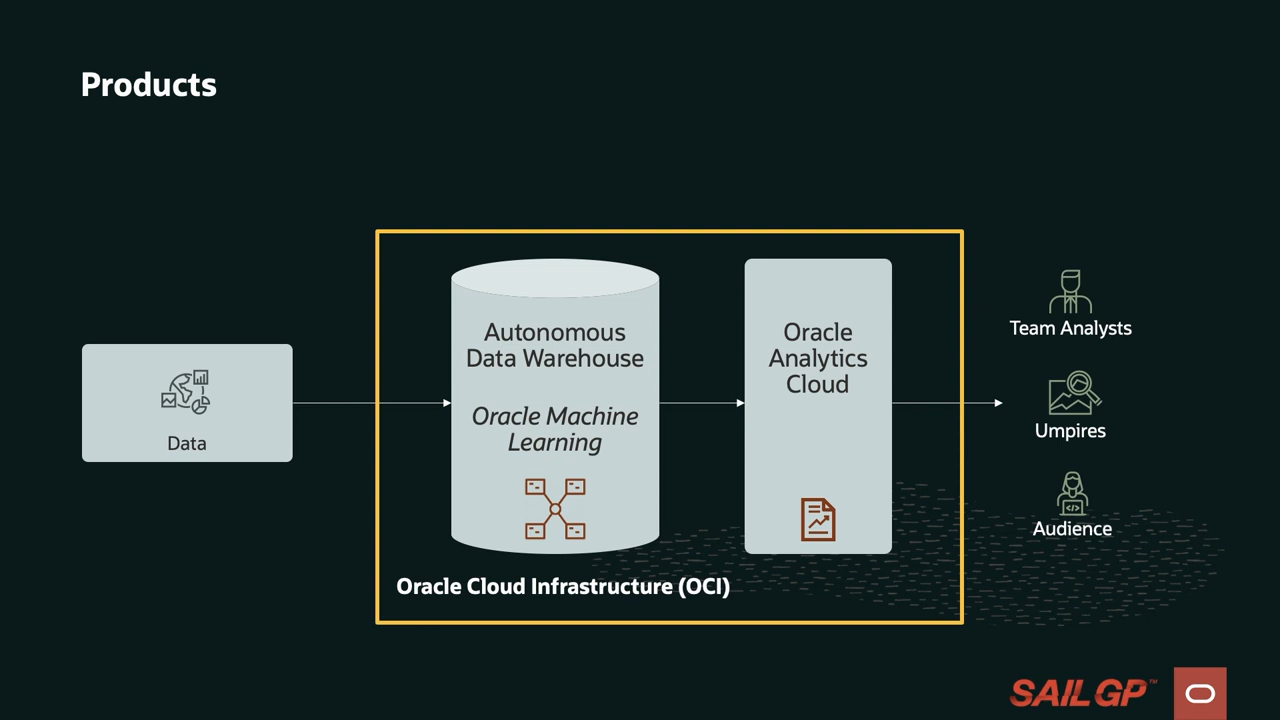 Products
Data
Autonomous
Data Warehouse
Oracle Machine
Learning
Oracle
Analytics
Cloud
Oracle Cloud Infrastructure (OCI)
Team Analysts
Umpires
Audience
SAIL GP™